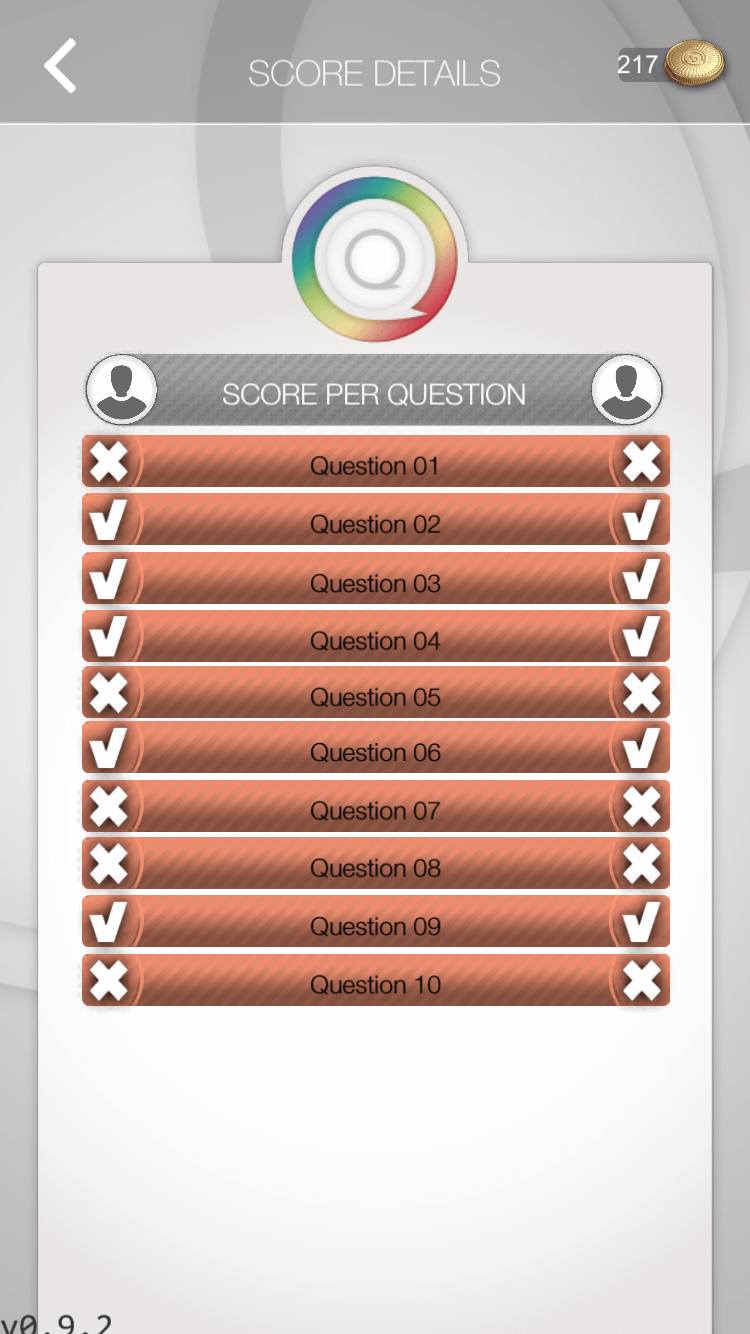 SCORE DETAILS
217
SCORE PER QUESTION
Question 01
Question 02
Question 03
Question 04
Question 05
Question 06
Question 07
Question 08
Question 09
Question 10
v0.9.2